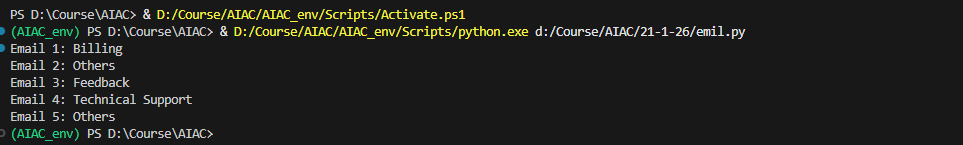 PS D:\Course\AIAC> & D:/Course/AIAC/AIAC_env/Scripts/Activate.ps1
(AIAC_env) PS D:\Course\AIAC> & D:/Course/AIAC/AIAC_env/Scripts/python.exe d:/Course/AIAC/21-1-26/emil.py
Email 1: Billing
Email 2: Others
Email 3: Feedback
Email 4: Technical Support
Email 5: Others
(AIAC_env) PS D:\Course\AIAC>